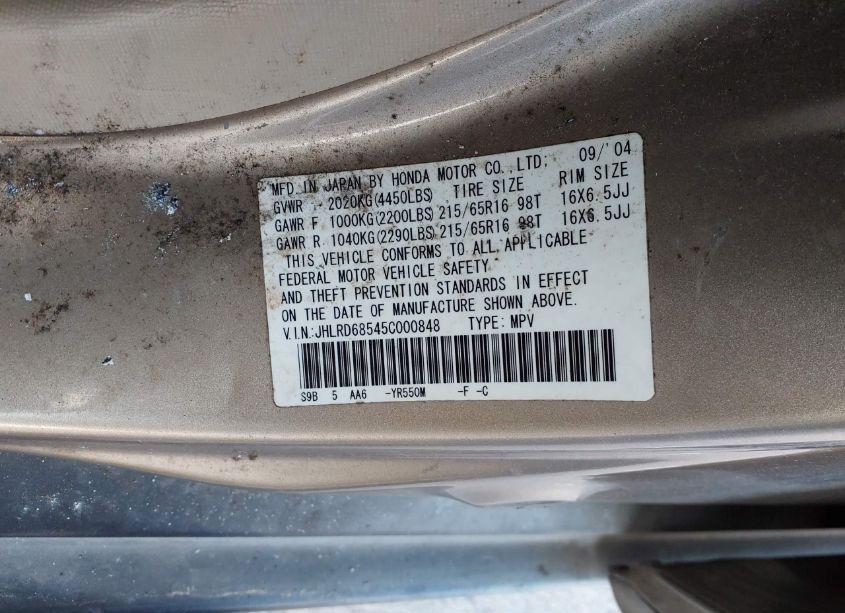 MFD. IN JAPAN BY HONDA MOTOR CO., LTD; 09/'04
GVWR . 2020KG(4450LBS) TIRE SIZE RIM SIZE
GAWR F. 1000KG(2200LBS) 215/65R16 98T 16X6.5JJ
GAWR R. 1040KG(2290LBS) 215/65R16 98T 16X6.5JJ
THIS VEHICLE CONFORMS TO ALL APPLICABLE
FEDERAL MOTOR VEHICLE SAFETY
AND THEFT PREVENTION STANDARDS IN EFFECT
ON THE DATE OF MANUFACTURE SHOWN ABOVE.
V.I.N:JHLRD68545C000848 TYPE: MPV
S9B 5 AA6 -YR550M -F -C